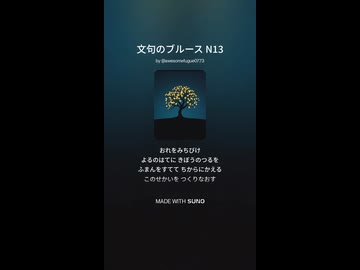 文句のブルース N13
by @awesomefugue0773
おれをみちびけ
よるのはてに きぼうのつるを
ふまんをすてて ちからにかえる
このせかいを つくりなおす
MADE WITH SUNO